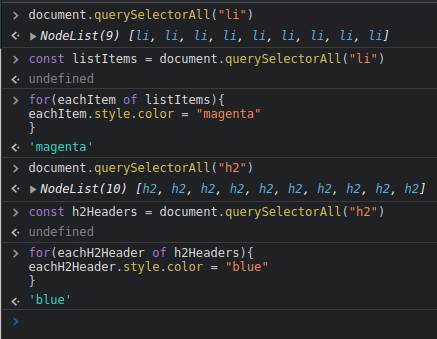 document.querySelectorAll("li")
NodeList(9) [li, li, li, li, li, li, li, li, li]
const listItems = document.querySelectorAll("li")
undefined
for(eachItem of listItems){
eachItem.style.color = "magenta"
}
'magenta'
document.querySelectorAll("h2")
NodeList(10) [h2, h2, h2, h2, h2, h2, h2, h2, h2, h2]
const h2Headers = document.querySelectorAll("h2")
undefined
for(eachH2Header of h2Headers){
eachH2Header.style.color = "blue"
}
'blue'